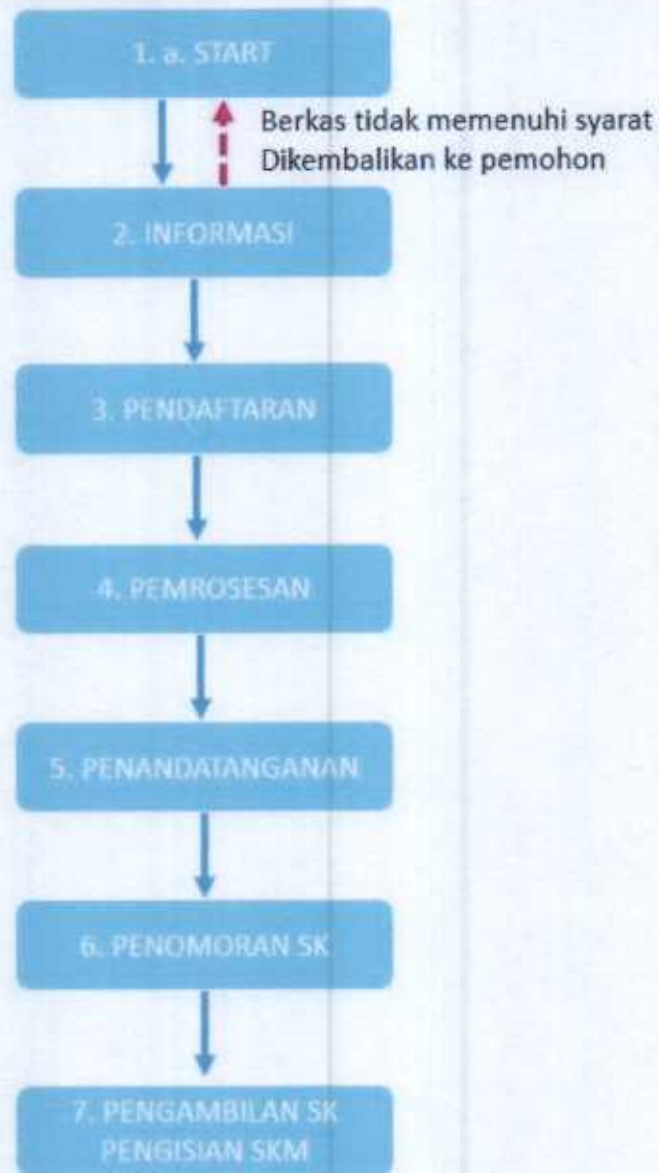 1. a. START
Berkas tidak memenuhi syarat
Dikembalikan ke pemohon
2. INFORMASI
3. PENDAFTARAN
4. PEMROSESAN
5. PENANDATANGANAN
6. PENOMORAN SK
7. PENGAMBILAN SK
PENGISIAN SKM